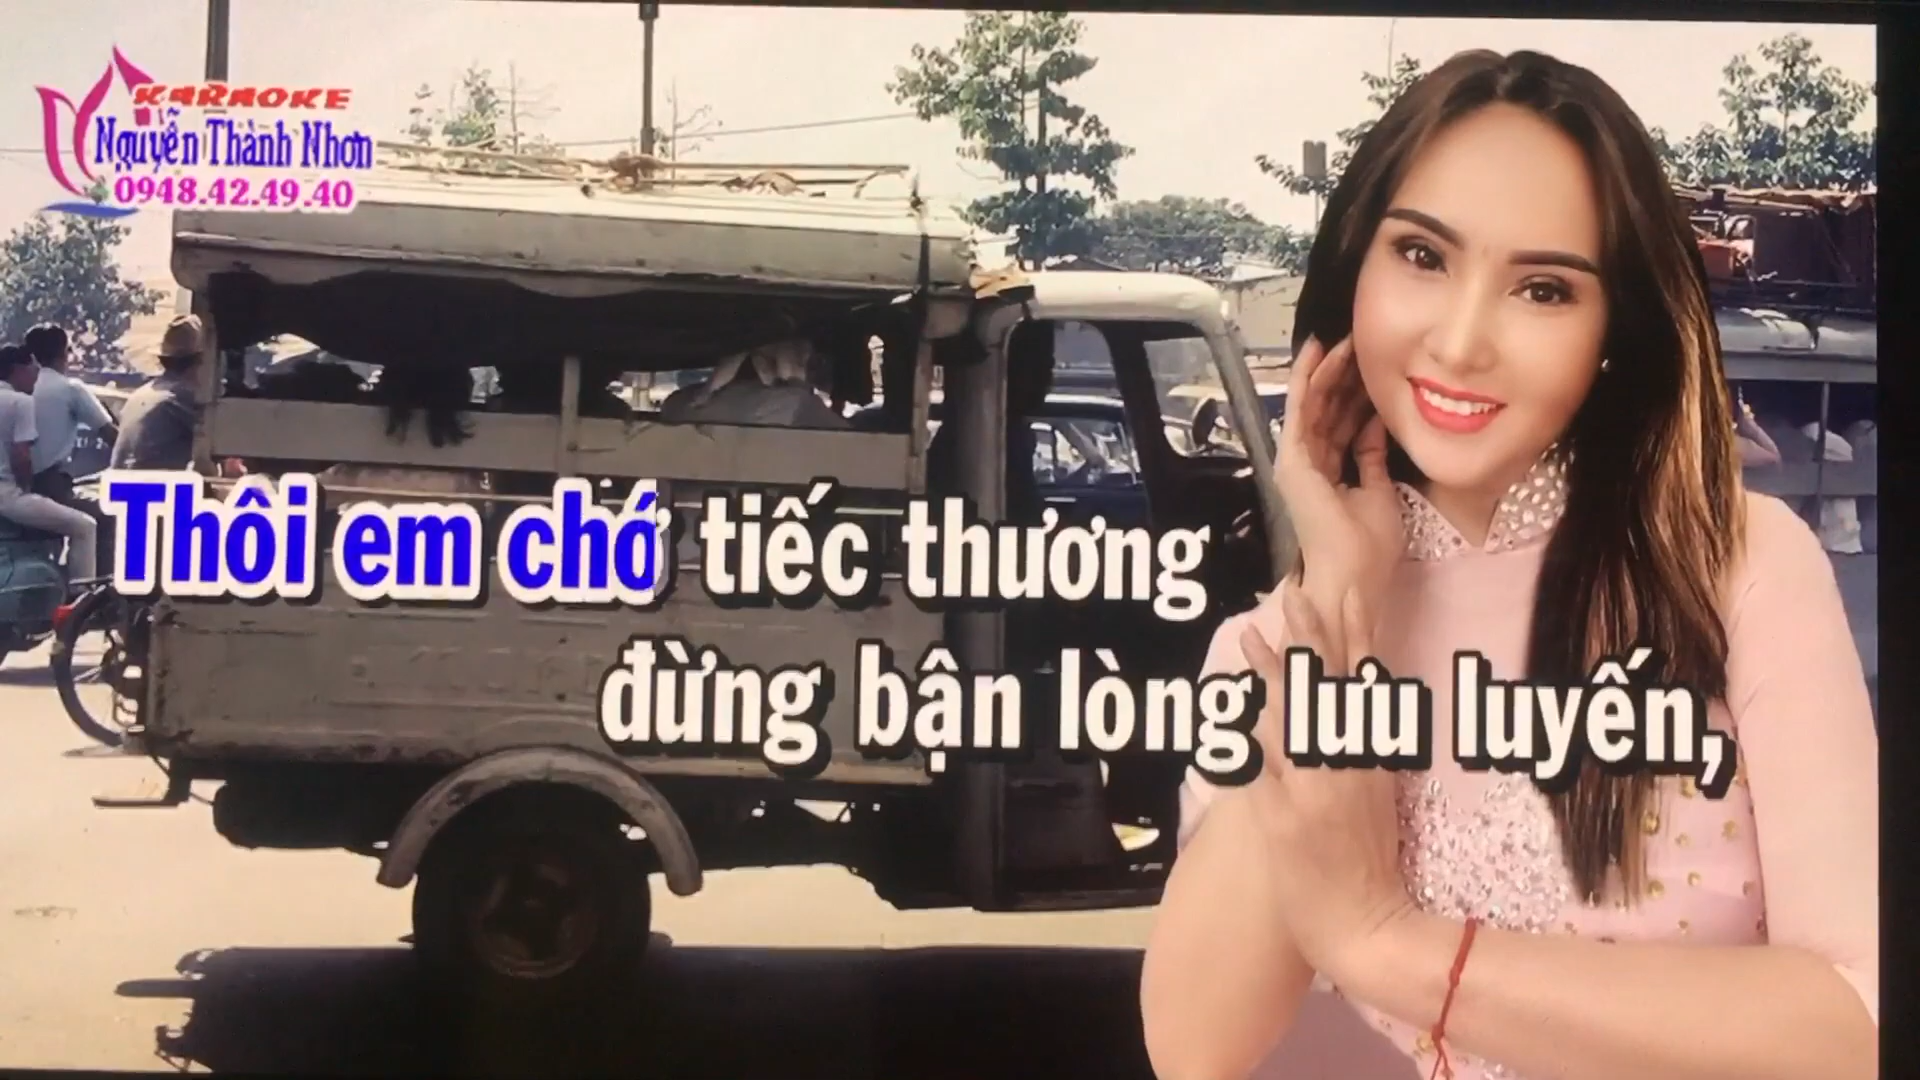 KARAOKE
Nguyễn Thành Nhơn
0948.42.49.40
Thôi em chớ tiếc thương
đừng bận lòng lưu luyến,